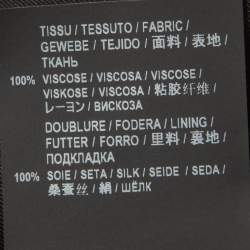 TISSU / TESSUTO / FABRIC /
GEWEBE / TEJIDO / 面料 / 表地 /
ТКАНЬ
100% VISCOSE / VISCOSA / VISCOSE /
VISKOSE / VISCOSA / 粘胶纤维 /
レーヨン / ВИСКОЗА
DOUBLURE / FODERA / LINING /
FUTTER / FORRO / 里料 / 裏地 /
ПОДКЛАДКА
100% SOIE / SETA / SILK / SEIDE / SEDA /
桑蚕丝 / 絹 / ШЁЛК